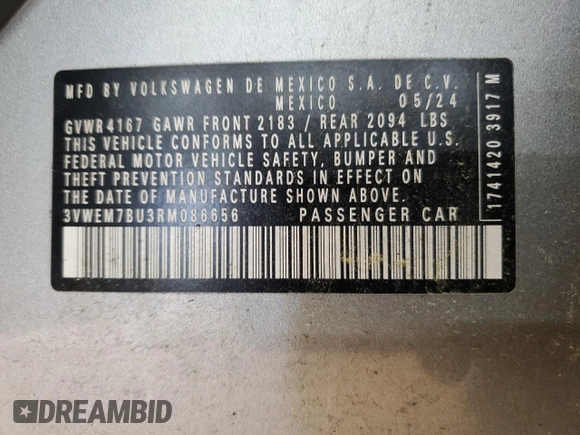 MFD BY VOLKSWAGEN DE MEXICO S.A. DE C.V.
MEXICO 05/24
GVWR 4167 GAWR FRONT 2183 / REAR 2094 LBS
THIS VEHICLE CONFORMS TO ALL APPLICABLE U.S.
FEDERAL MOTOR VEHICLE SAFETY, BUMPER AND
THEFT PREVENTION STANDARDS IN EFFECT ON
THE DATE OF MANUFACTURE SHOWN ABOVE.
3VWEM7BU3RM086656 PASSENGER CAR
1741420 3917 M
DREAMBID